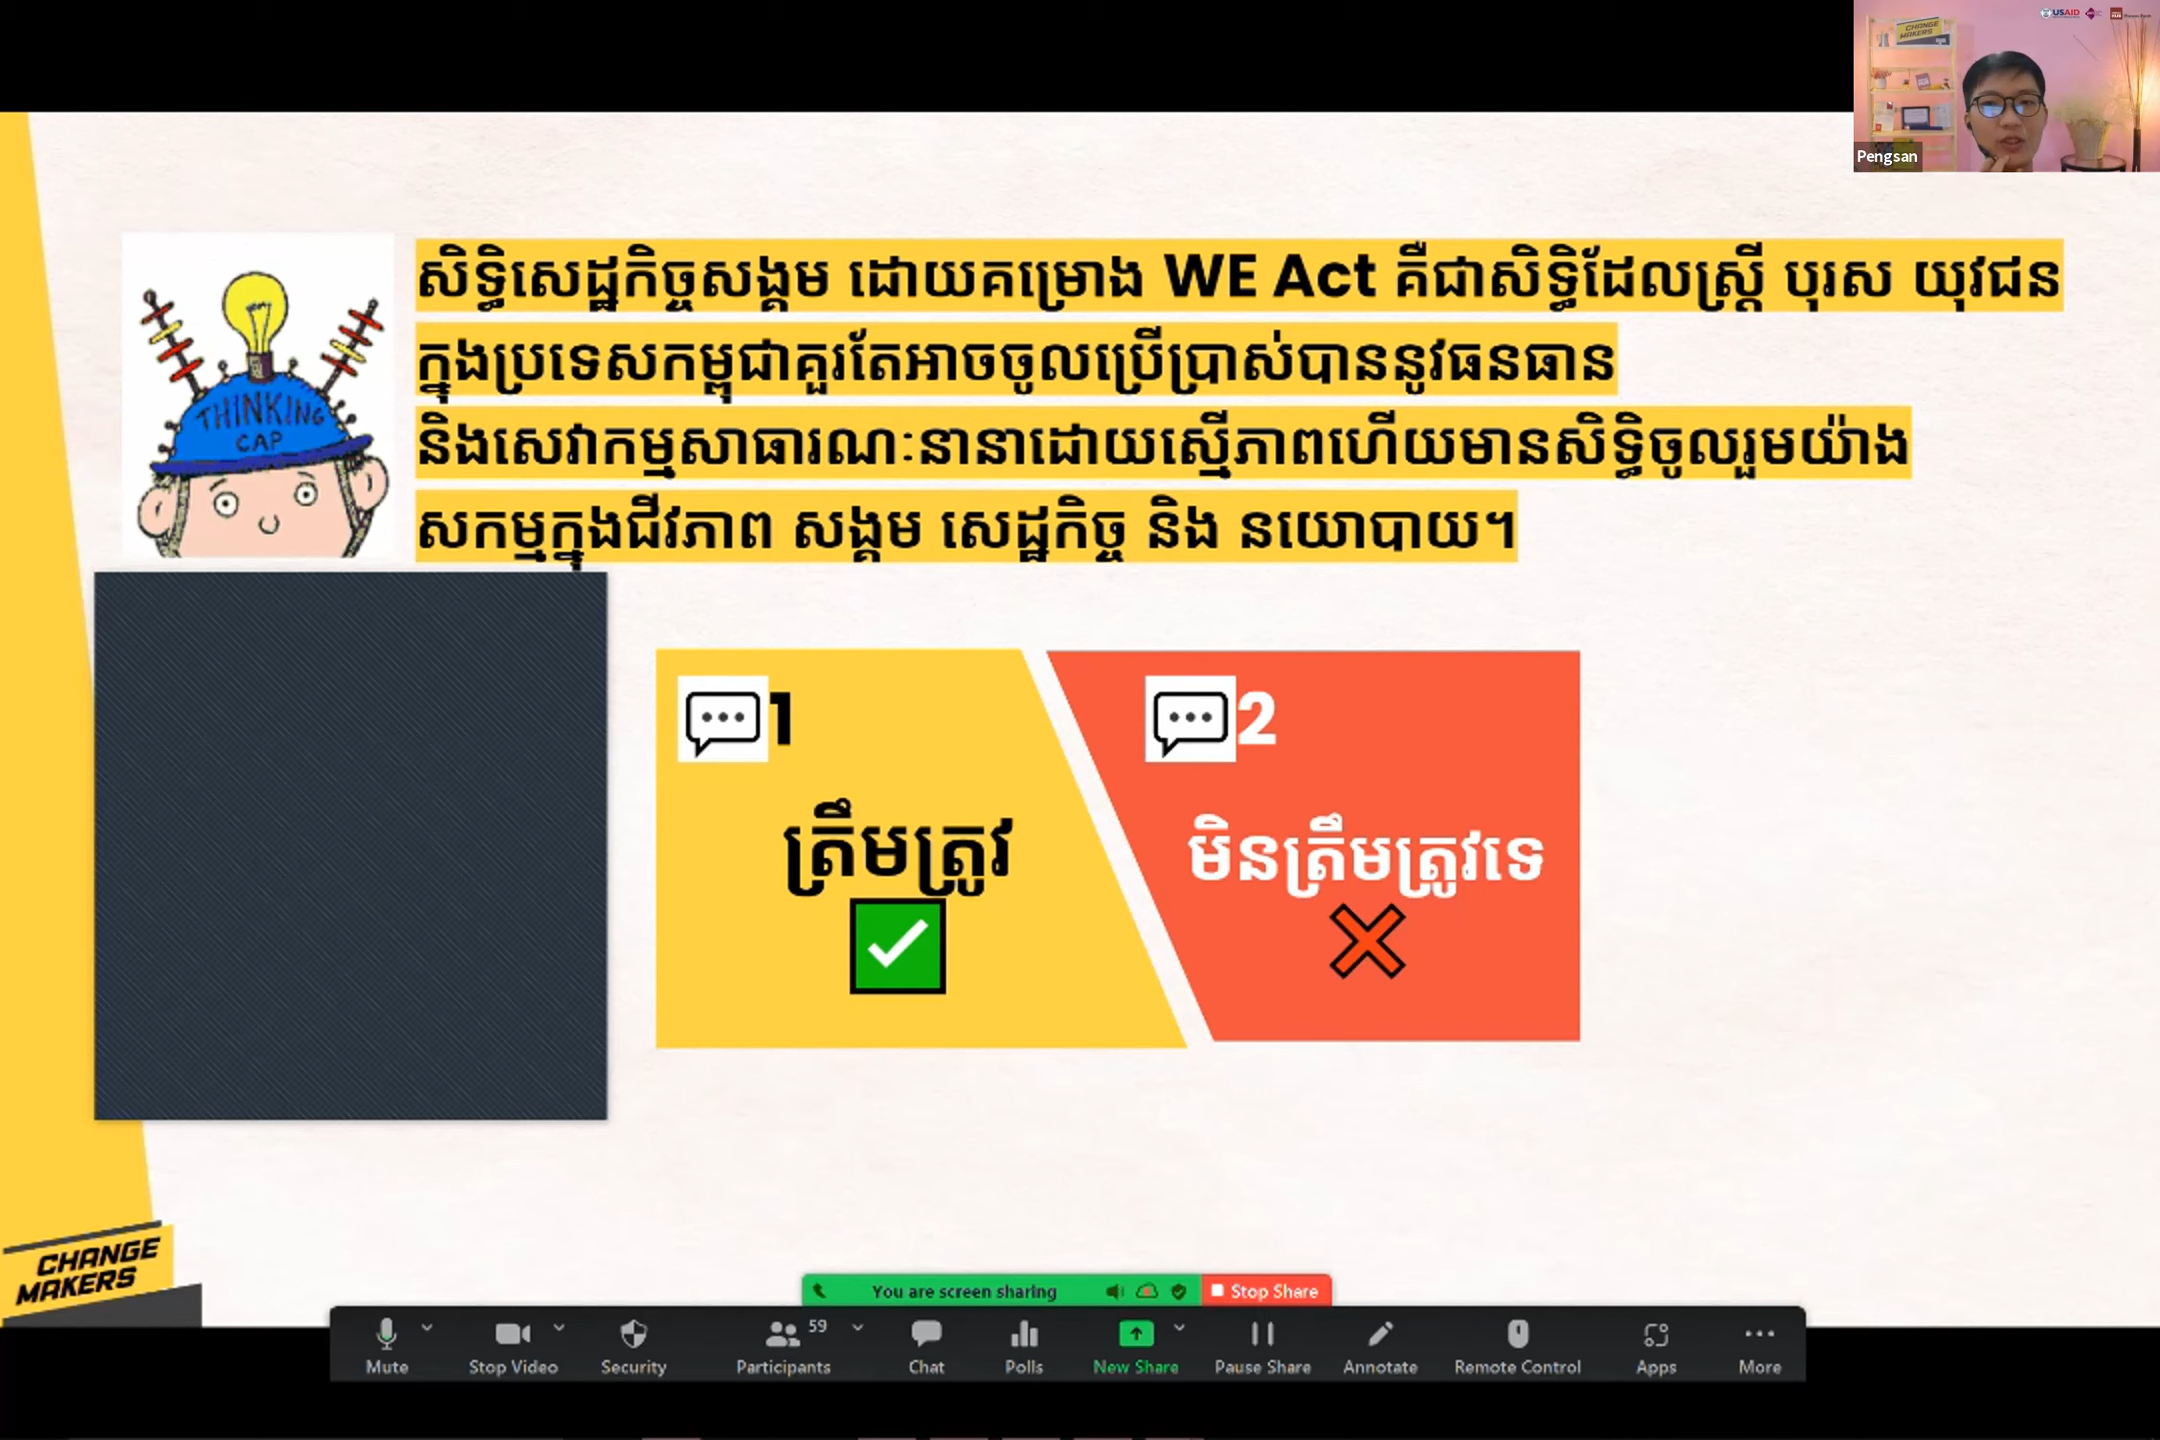 USAID
CHANGE
MAKERS
Pengsan
សិទ្ធិសេដ្ឋកិច្ចសង្គម ដោយគម្រោង WE Act គឺជាសិទ្ធិដែលស្ត្រី បុរស យុវជន
ក្នុងប្រទេសកម្ពុជាគួរតែអាចចូលប្រើប្រាស់បាននូវធនធាន
និងសេវាកម្មសាធារណៈនានាដោយស្មើភាពហើយមានសិទ្ធិចូលរួមយ៉ាង
សកម្មក្នុងជីវភាព សង្គម សេដ្ឋកិច្ច និង នយោបាយ។
THINKING
CAP
1
ត្រឹមត្រូវ
2
មិនត្រឹមត្រូវទេ
CHANGE
MAKERS
You are screen sharing
Stop Share
Mute
Stop Video
Security
59
Participants
Chat
Polls
New Share
Pause Share
Annotate
Remote Control
Apps
More